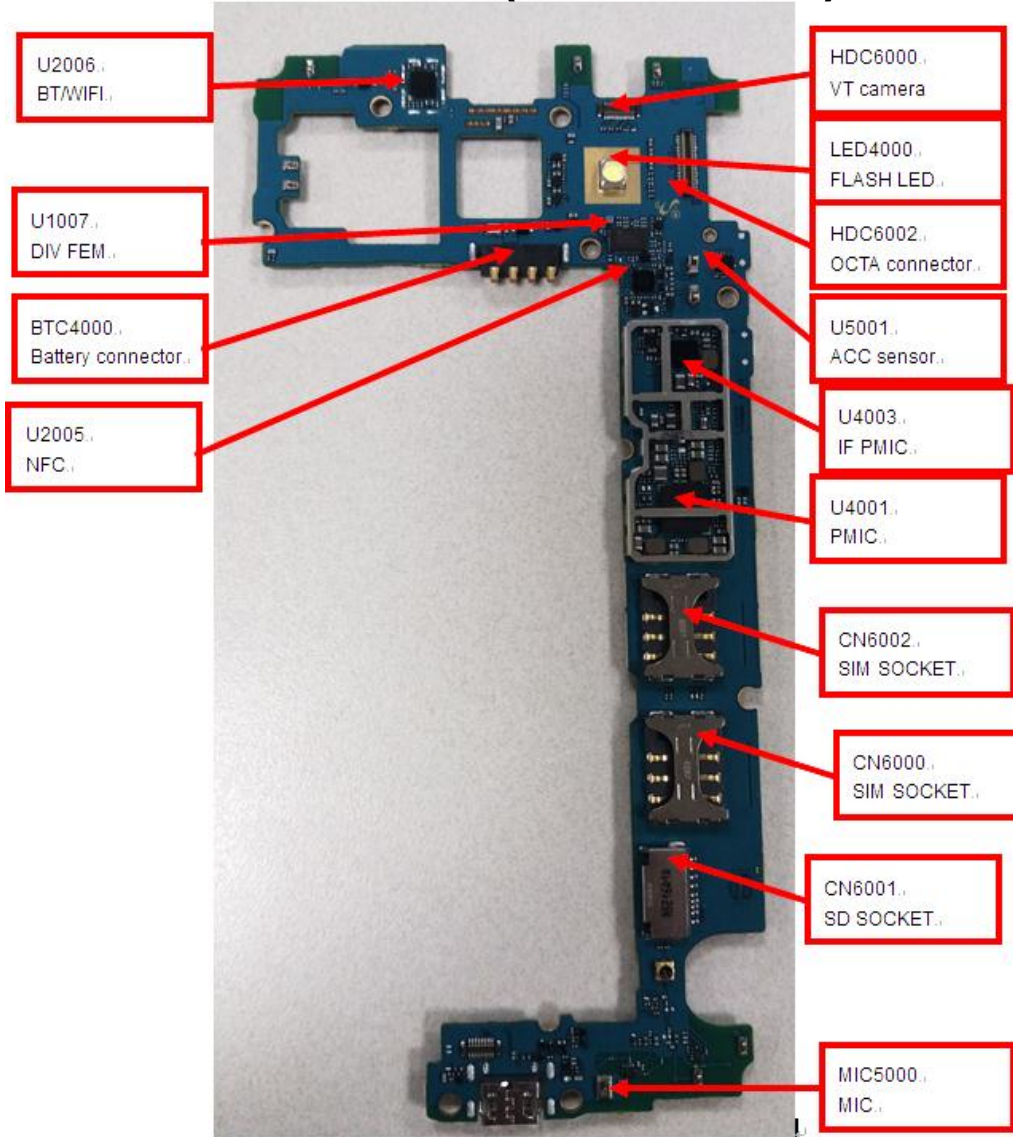 U2006
BT/WIFI
U1007
DIV FEM
BTC4000
Battery connector
U2005
NFC
HDC6000
VT camera
LED4000
FLASH LED
HDC6002
OCTA connector
U5001
ACC sensor
U4003
IF PMIC
U4001
PMIC
CN6002
SIM SOCKET
CN6000
SIM SOCKET
CN6001
SD SOCKET
MIC5000
MIC